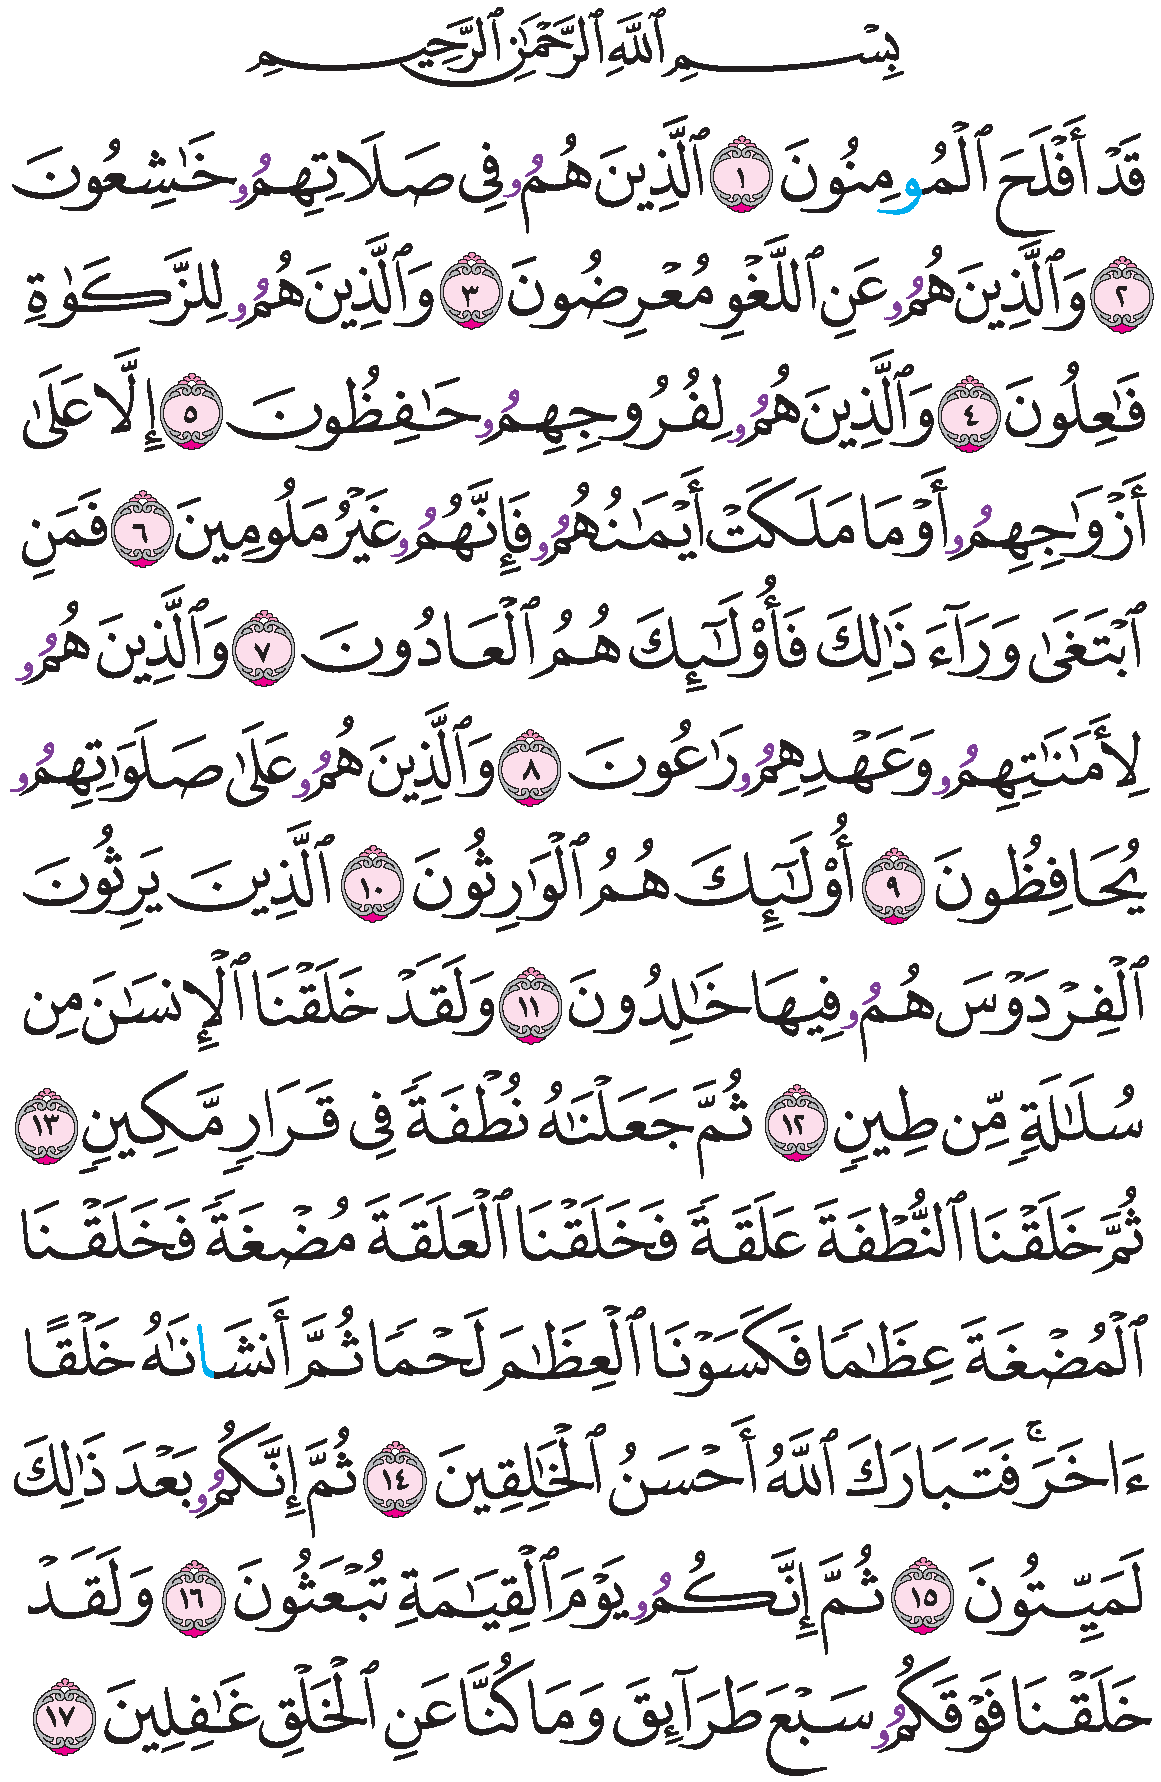 بِسْمِ ٱللَّهِ ٱلرَّحْمَٰنِ ٱلرَّحِيمِ
قَدْ أَفْلَحَ ٱلْمُومِنُونَ ١ ٱلَّذِينَ هُمُۥ فِى صَلَاتِهِمُۥ خَٰشِعُونَ
٢ وَٱلَّذِينَ هُمُۥ عَنِ ٱللَّغْوِ مُعْرِضُونَ ٣ وَٱلَّذِينَ هُمُۥ لِلزَّكَوٰةِ
فَٰعِلُونَ ٤ وَٱلَّذِينَ هُمُۥ لِفُرُوجِهِمُۥ حَٰفِظُونَ ٥ إِلَّا عَلَىٰ
أَزْوَٰجِهِمُۥ أَوْ مَا مَلَكَتْ أَيْمَٰنُهُمُۥ فَإِنَّهُمُۥ غَيْرُ مَلُومِينَ ٦ فَمَنِ
ٱبْتَغَىٰ وَرَآءَ ذَٰلِكَ فَأُوْلَٰٓئِكَ هُمُ ٱلْعَادُونَ ٧ وَٱلَّذِينَ هُمُۥ
لِأَمَٰنَٰتِهِمُۥ وَعَهْدِهِمُۥ رَٰعُونَ ٨ وَٱلَّذِينَ هُمُۥ عَلَىٰ صَلَوَٰتِهِمُۥ
يُحَافِظُونَ ٩ أُوْلَٰٓئِكَ هُمُ ٱلْوَٰرِثُونَ ١٠ ٱلَّذِينَ يَرِثُونَ
ٱلْفِرْدَوْسَ هُمُۥ فِيهَا خَٰلِدُونَ ١١ وَلَقَدْ خَلَقْنَا ٱلْإِنسَٰنَ مِن
سُلَٰلَةٍ مِّن طِينٍ ١٢ ثُمَّ جَعَلْنَٰهُ نُطْفَةً فِى قَرَارٍ مَّكِينٍ ١٣
ثُمَّ خَلَقْنَا ٱلنُّطْفَةَ عَلَقَةً فَخَلَقْنَا ٱلْعَلَقَةَ مُضْغَةً فَخَلَقْنَا
ٱلْمُضْغَةَ عِظَٰمًا فَكَسَوْنَا ٱلْعِظَٰمَ لَحْمًا ثُمَّ أَنشَانَٰهُ خَلْقًا
ءَاخَرَۚ فَتَبَارَكَ ٱللَّهُ أَحْسَنُ ٱلْخَٰلِقِينَ ١٤ ثُمَّ إِنَّكُمُۥ بَعْدَ ذَٰلِكَ
لَمَيِّتُونَ ١٥ ثُمَّ إِنَّكُمُۥ يَوْمَ ٱلْقِيَٰمَةِ تُبْعَثُونَ ١٦ وَلَقَدْ
خَلَقْنَا فَوْقَكُمُۥ سَبْعَ طَرَآئِقَ وَمَا كُنَّا عَنِ ٱلْخَلْقِ غَٰفِلِينَ ١٧